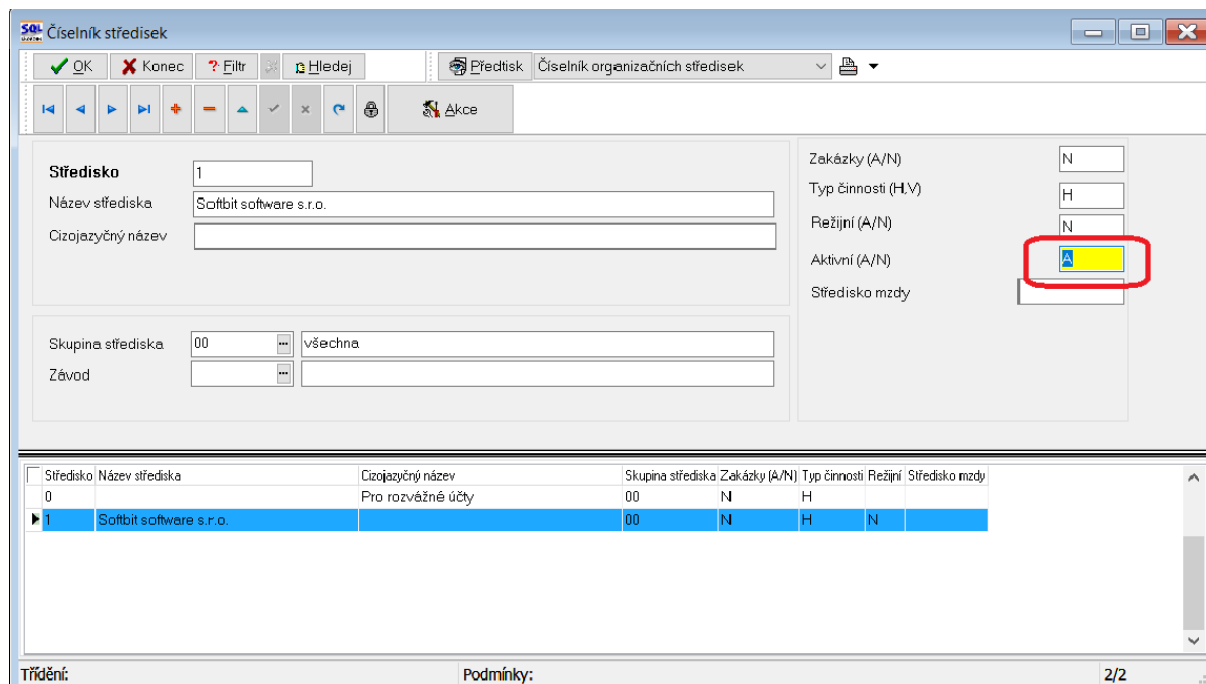 SQL Číselník středisek
OK Konec Filtr Hledej Předtisk Číselník organizačních středisek
Akce
Středisko 1
Název střediska Softbit software s.r.o.
Cizojazyčný název
Zakázky (A/N) N
Typ činnosti (H,V) H
Režijní (A/N) N
Aktivní (A/N) A
Středisko mzdy
Skupina střediska 00 všechna
Závod
Středisko Název střediska Cizojazyčný název Skupina střediska Zakázky (A/N) Typ činnosti Režijní Středisko mzdy
0 Pro rozvážné účty 00 N H
1 Softbit software s.r.o. 00 N H N
Třídění: Podmínky: 2/2